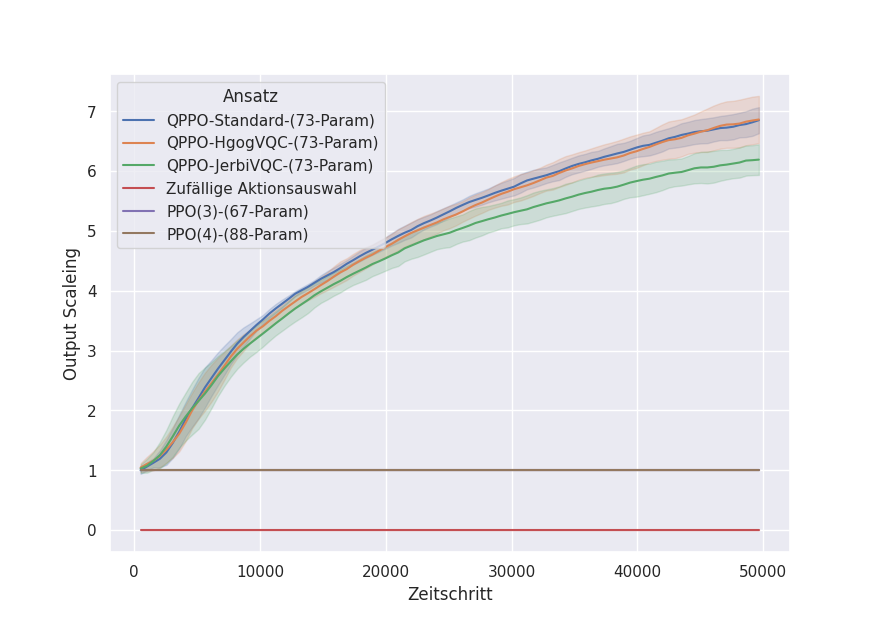 Ansatz
QPPO-Standard-(73-Param)
QPPO-HgogVQC-(73-Param)
QPPO-JerbiVQC-(73-Param)
Zufällige Aktionsauswahl
PPO(3)-(67-Param)
PPO(4)-(88-Param)
Output Scaleing
7
6
5
4
3
2
1
0
0 10000 20000 30000 40000 50000
Zeitschritt